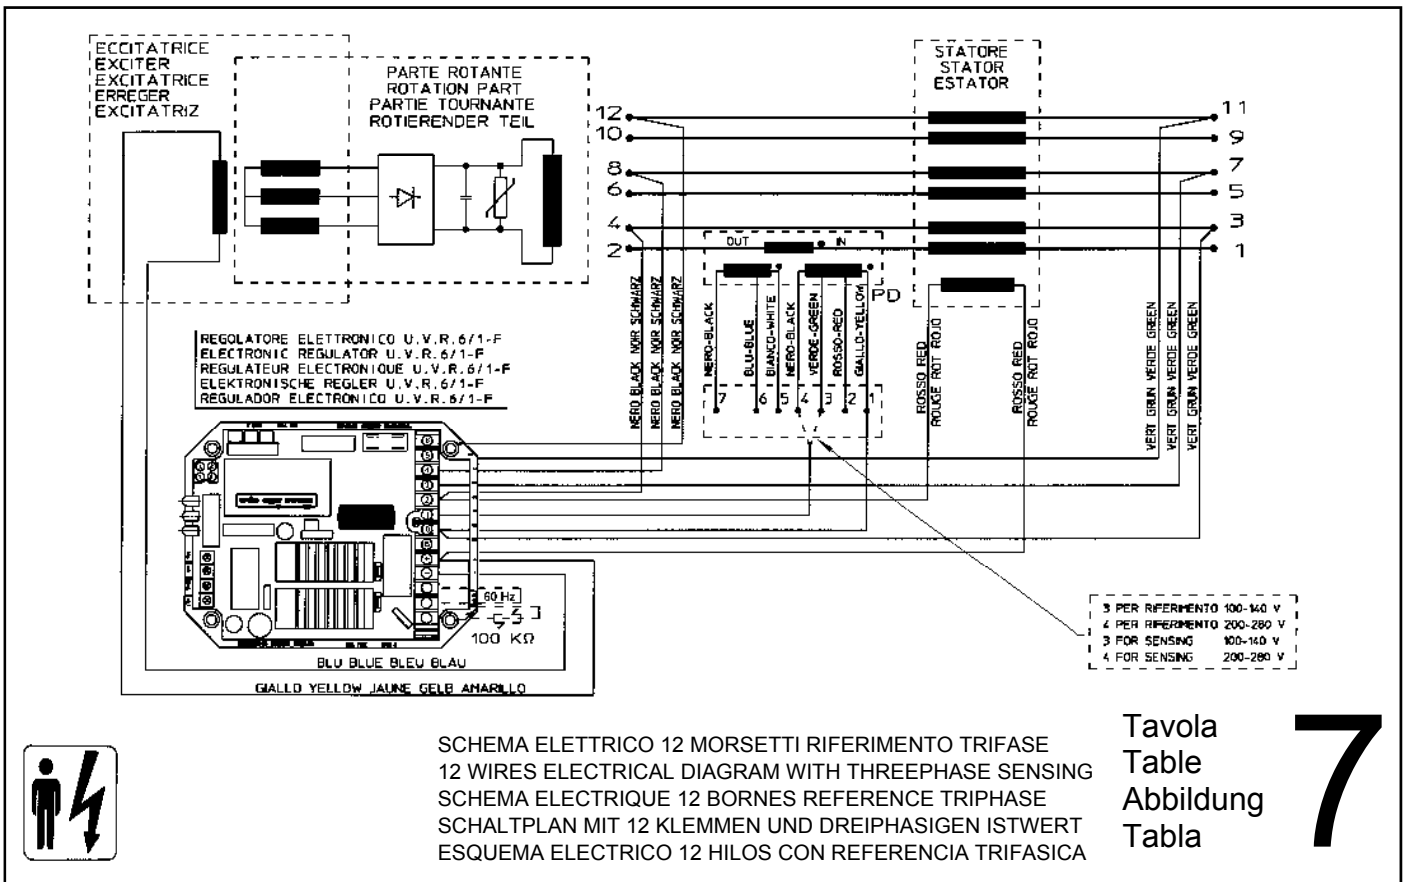 ECCITATRICE
EXCITER
EXCITATRICE
ERREGER
EXCITATRIZ
PARTE ROTANTE
ROTATION PART
PARTIE TOURNANTE
ROTIERENDER TEIL
STATORE
STATOR
ESTATOR
12
10
8
6
4
2
11
9
7
5
3
1
OUT
IN
PD
NERO BLACK NOIR SCHWARZ
NERO BLACK NOIR SCHWARZ
NERO BLACK NOIR SCHWARZ
NERO-BLACK
BLU-BLUE
BIANCO-WHITE
NERO-BLACK
VERDE-GREEN
ROSSO-RED
GIALLO-YELLOW
7
6
5
4
3
2
1
ROSSO RED
ROUGE ROT ROJO
ROSSO RED
ROUGE ROT ROJO
VERT GRUN VERDE GREEN
VERT GRUN VERDE GREEN
VERT GRUN VERDE GREEN
REGOLATORE ELETTRONICO U.V.R.6/1-F
ELECTRONIC REGULATOR U.V.R.6/1-F
REGULATEUR ELECTRONIQUE U.V.R.6/1-F
ELEKTRONISCHE REGLER U.V.R.6/1-F
REGULADOR ELECTRONICO U.V.R.6/1-F
60 Hz
100 KΩ
BLU BLUE BLEU BLAU
GIALLO YELLOW JAUNE GELB AMARILLO
3 PER RIFERIMENTO 100-140 V
4 PER RIFERIMENTO 200-280 V
3 FOR SENSING 100-140 V
4 FOR SENSING 200-280 V
SCHEMA ELETTRICO 12 MORSETTI RIFERIMENTO TRIFASE
12 WIRES ELECTRICAL DIAGRAM WITH THREEPHASE SENSING
SCHEMA ELECTRIQUE 12 BORNES REFERENCE TRIPHASE
SCHALTPLAN MIT 12 KLEMMEN UND DREIPHASIGEN ISTWERT
ESQUEMA ELECTRICO 12 HILOS CON REFERENCIA TRIFASICA
Tavola
Table
Abbildung
Tabla
7